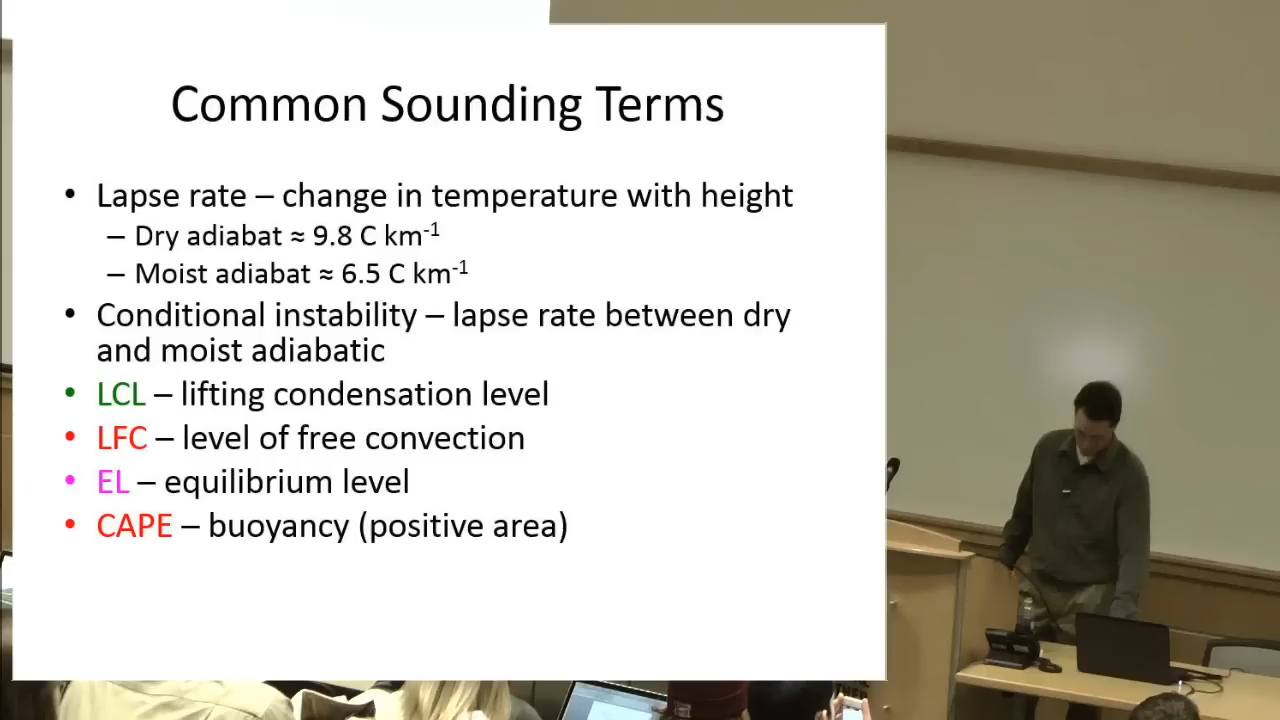 Common Sounding Terms
• Lapse rate – change in temperature with height
– Dry adiabat ≈ 9.8 C km⁻¹
– Moist adiabat ≈ 6.5 C km⁻¹
• Conditional instability – lapse rate between dry
and moist adiabatic
• LCL – lifting condensation level
• LFC – level of free convection
• EL – equilibrium level
• CAPE – buoyancy (positive area)